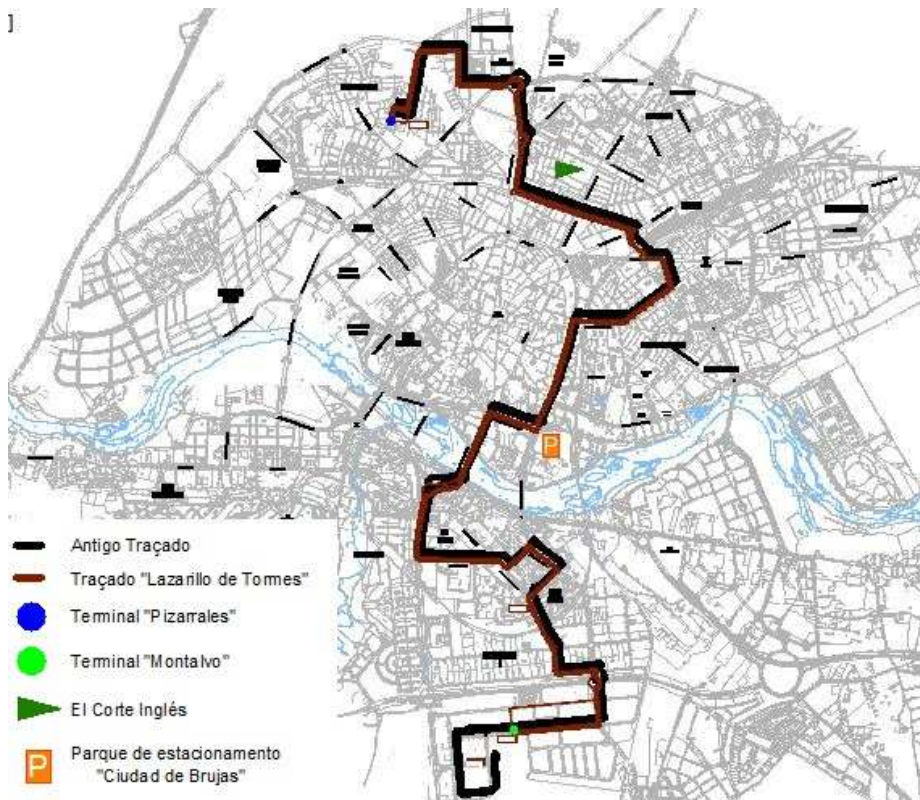 ]
Antigo Traçado
Traçado "Lazarillo de Tormes"
Terminal "Pizarrales"
Terminal "Montalvo"
El Corte Inglés
P
P
Parque de estacionamento
"Ciudad de Brujas"